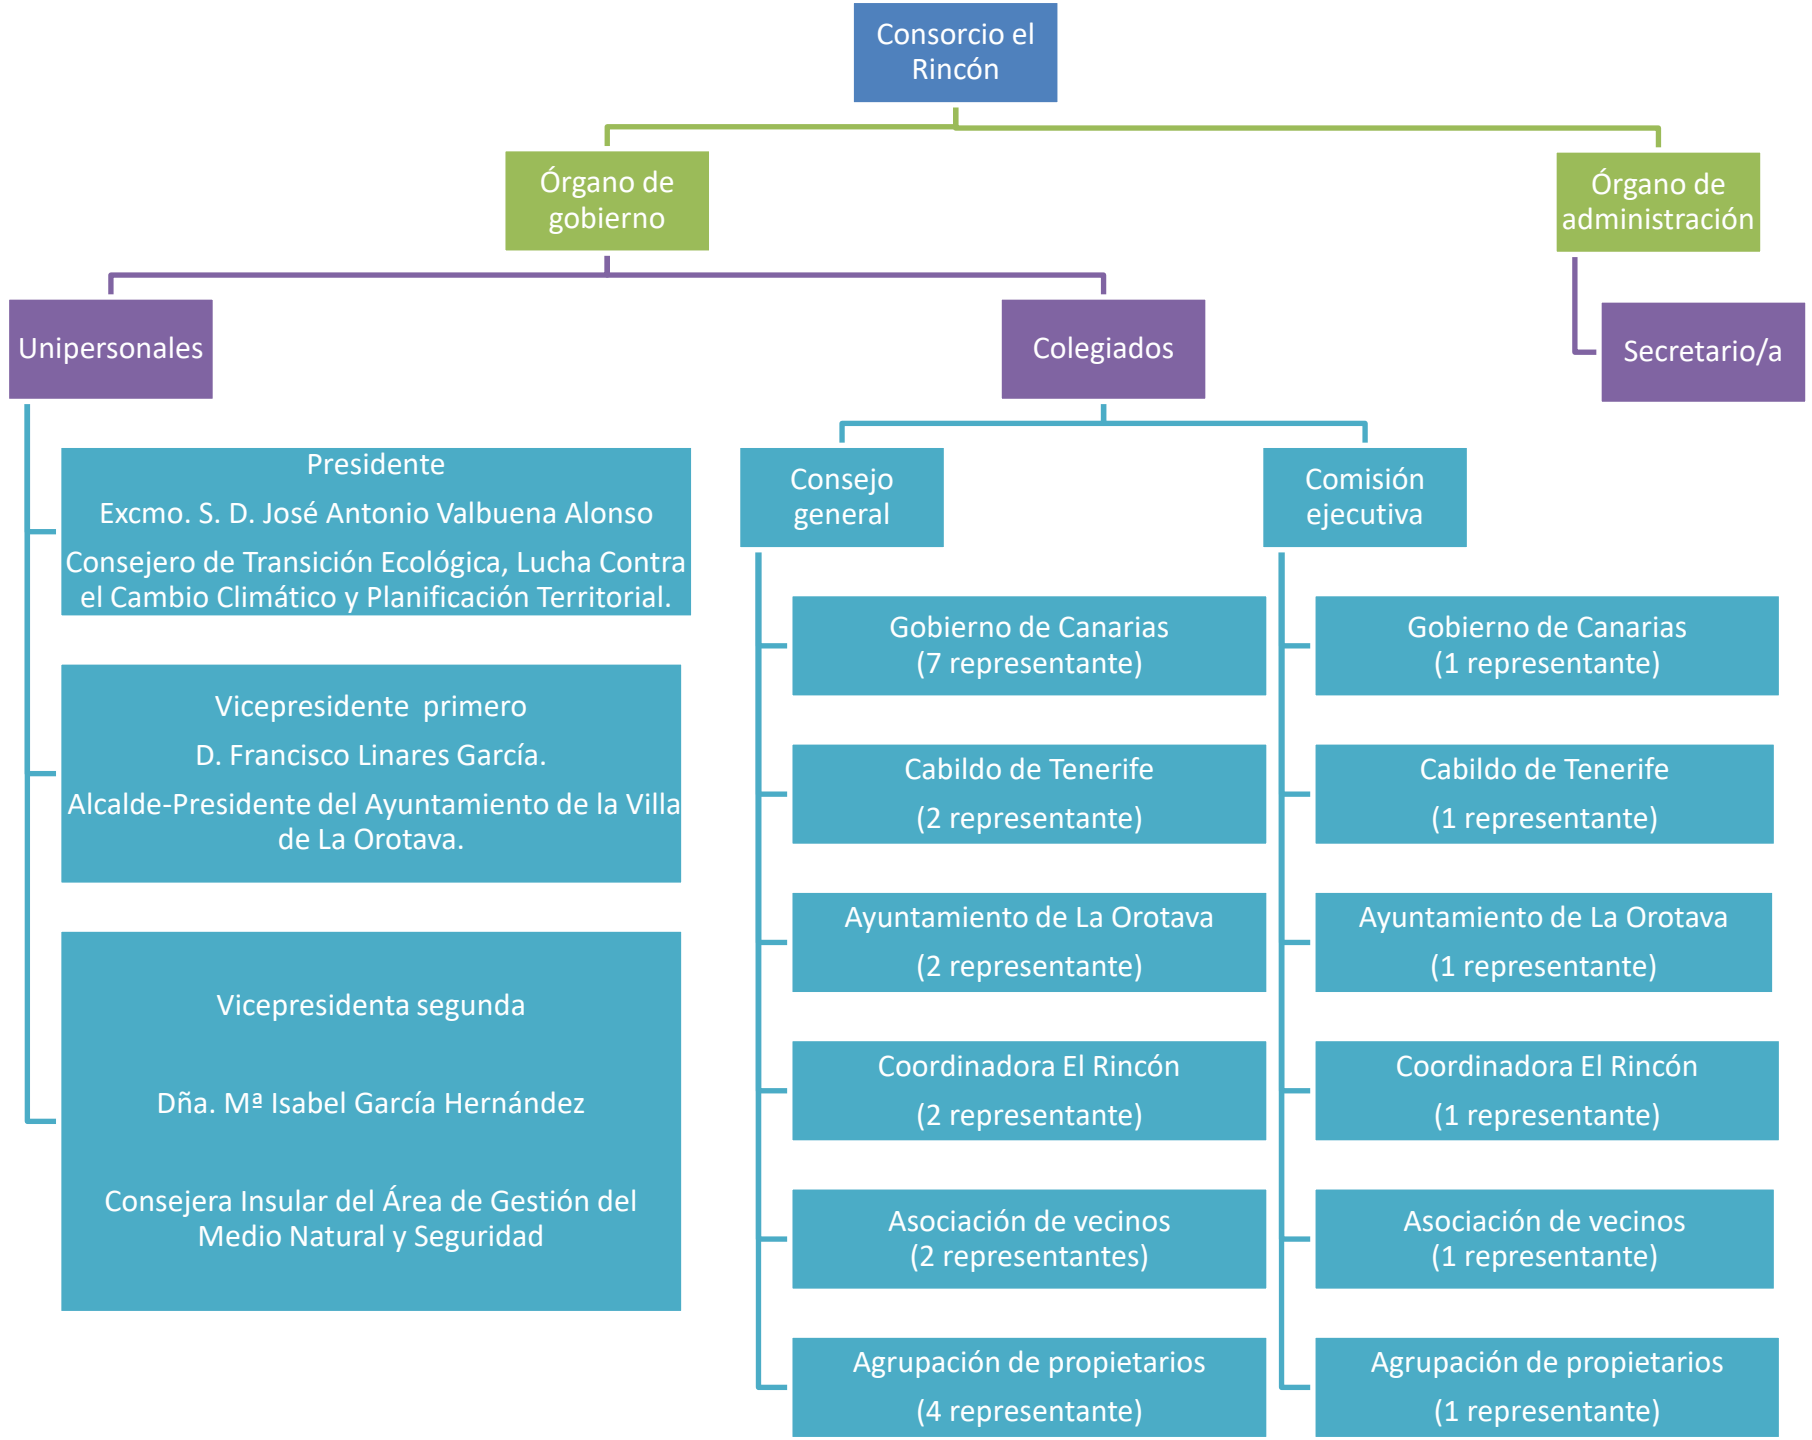 Consorcio el
Rincón
Órgano de
gobierno
Órgano de
administración
Unipersonales
Colegiados
Secretario/a
Presidente
Excmo. S. D. José Antonio Valbuena Alonso
Consejero de Transición Ecológica, Lucha Contra
el Cambio Climático y Planificación Territorial.
Vicepresidente primero
D. Francisco Linares García.
Alcalde-Presidente del Ayuntamiento de la Villa
de La Orotava.
Vicepresidenta segunda
Dña. Mª Isabel García Hernández
Consejera Insular del Área de Gestión del
Medio Natural y Seguridad
Consejo
general
Gobierno de Canarias
(7 representante)
Cabildo de Tenerife
(2 representante)
Ayuntamiento de La Orotava
(2 representante)
Coordinadora El Rincón
(2 representante)
Asociación de vecinos
(2 representantes)
Agrupación de propietarios
(4 representante)
Comisión
ejecutiva
Gobierno de Canarias
(1 representante)
Cabildo de Tenerife
(1 representante)
Ayuntamiento de La Orotava
(1 representante)
Coordinadora El Rincón
(1 representante)
Asociación de vecinos
(1 representante)
Agrupación de propietarios
(1 representante)